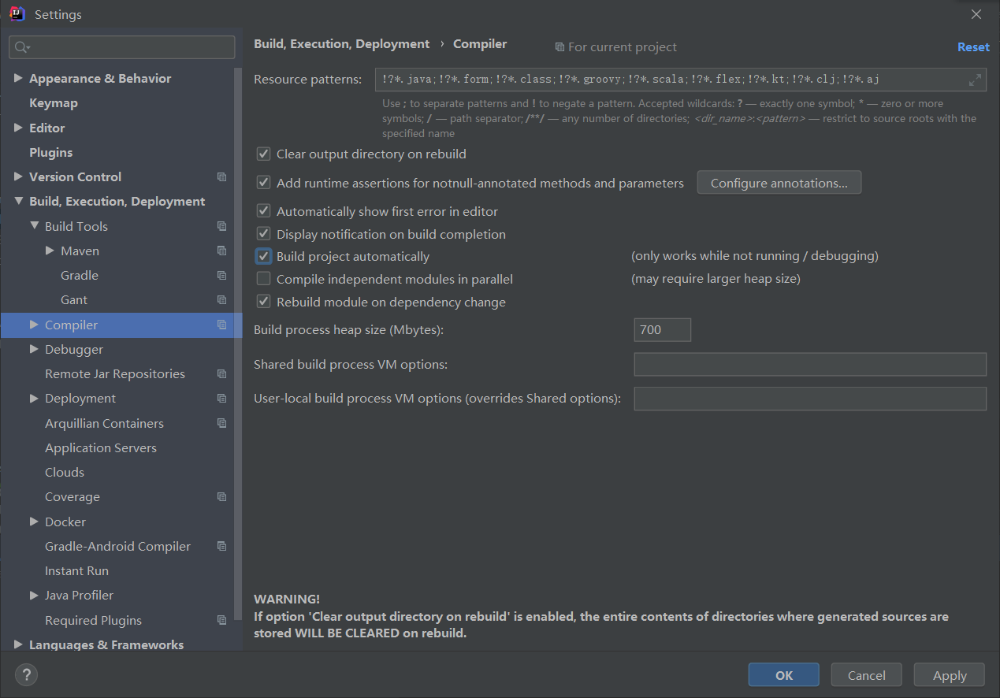 Settings
Appearance & Behavior
Keymap
Editor
Plugins
Version Control
Build, Execution, Deployment
Build Tools
Maven
Gradle
Gant
Compiler
Debugger
Remote Jar Repositories
Deployment
Arquillian Containers
Application Servers
Clouds
Coverage
Docker
Gradle-Android Compiler
Instant Run
Java Profiler
Required Plugins
Languages & Frameworks
Build, Execution, Deployment › Compiler
For current project
Reset
Resource patterns: !?*.java;!?*.form;!?*.class;!?*.groovy;!?*.scala;!?*.flex;!?*.kt;!?*.clj;!?*.aj
Use ; to separate patterns and ! to negate a pattern. Accepted wildcards: ? — exactly one symbol; * — zero or more
symbols; / — path separator; /**/ — any number of directories; <dir_name>:<pattern> — restrict to source roots with the
specified name
Clear output directory on rebuild
Add runtime assertions for notnull-annotated methods and parameters Configure annotations...
Automatically show first error in editor
Display notification on build completion
Build project automatically (only works while not running / debugging)
Compile independent modules in parallel (may require larger heap size)
Rebuild module on dependency change
Build process heap size (Mbytes): 700
Shared build process VM options:
User-local build process VM options (overrides Shared options):
WARNING!
If option 'Clear output directory on rebuild' is enabled, the entire contents of directories where generated sources are
stored WILL BE CLEARED on rebuild.
? OK Cancel Apply